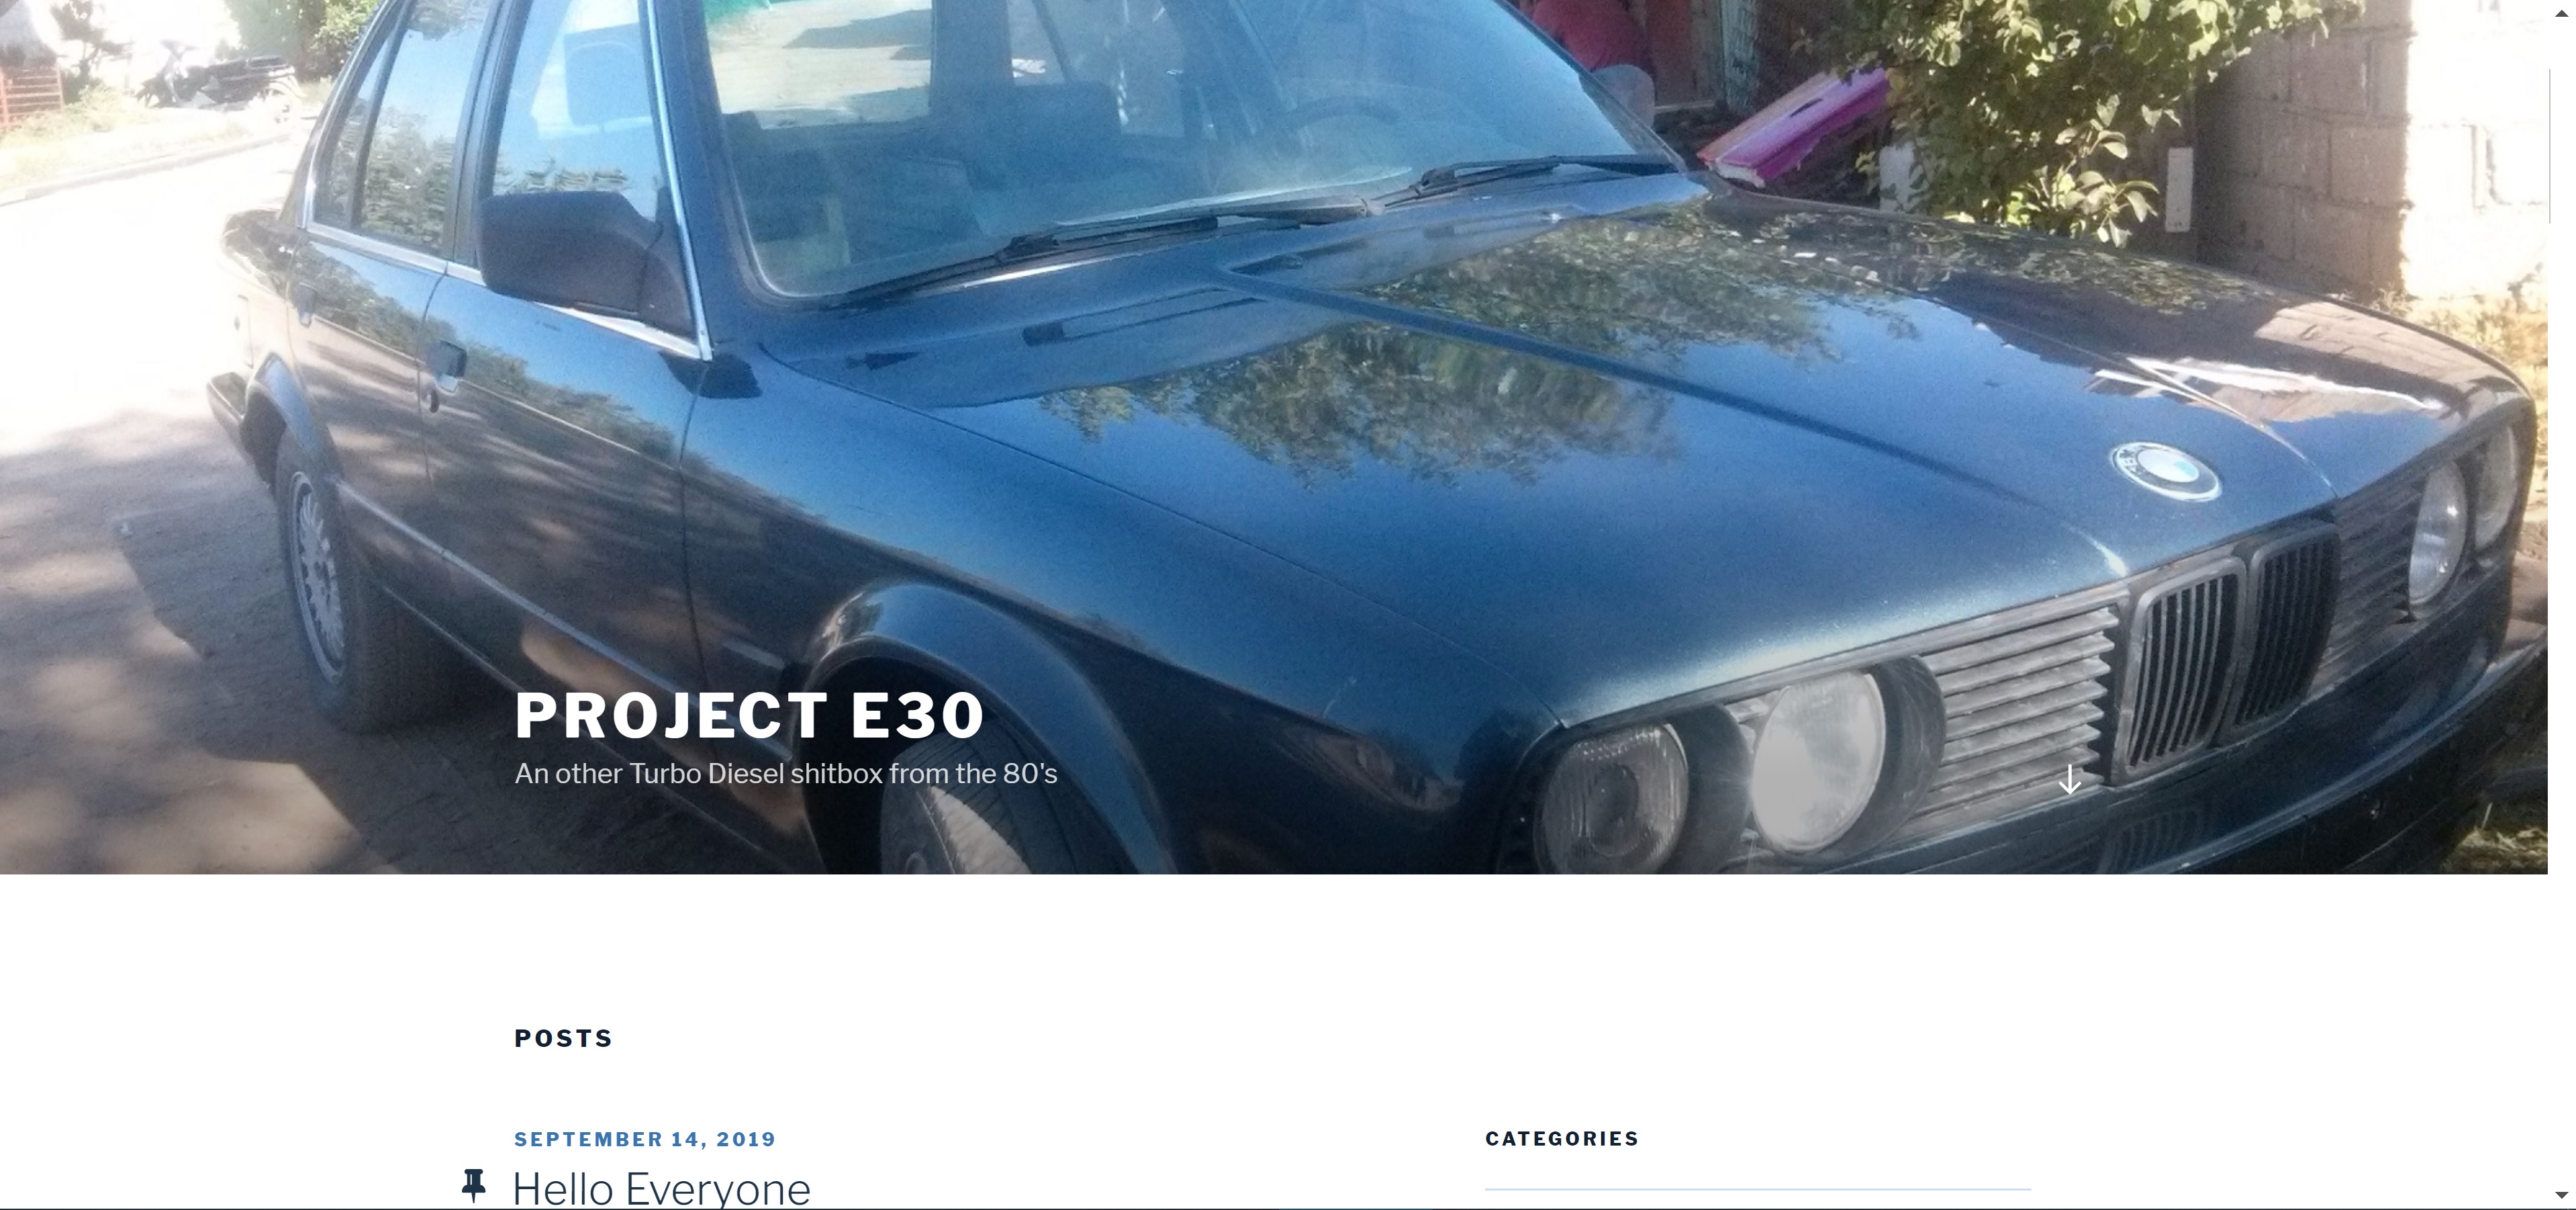 PROJECT E30
An other Turbo Diesel shitbox from the 80's
POSTS
SEPTEMBER 14, 2019
Hello Everyone
CATEGORIES